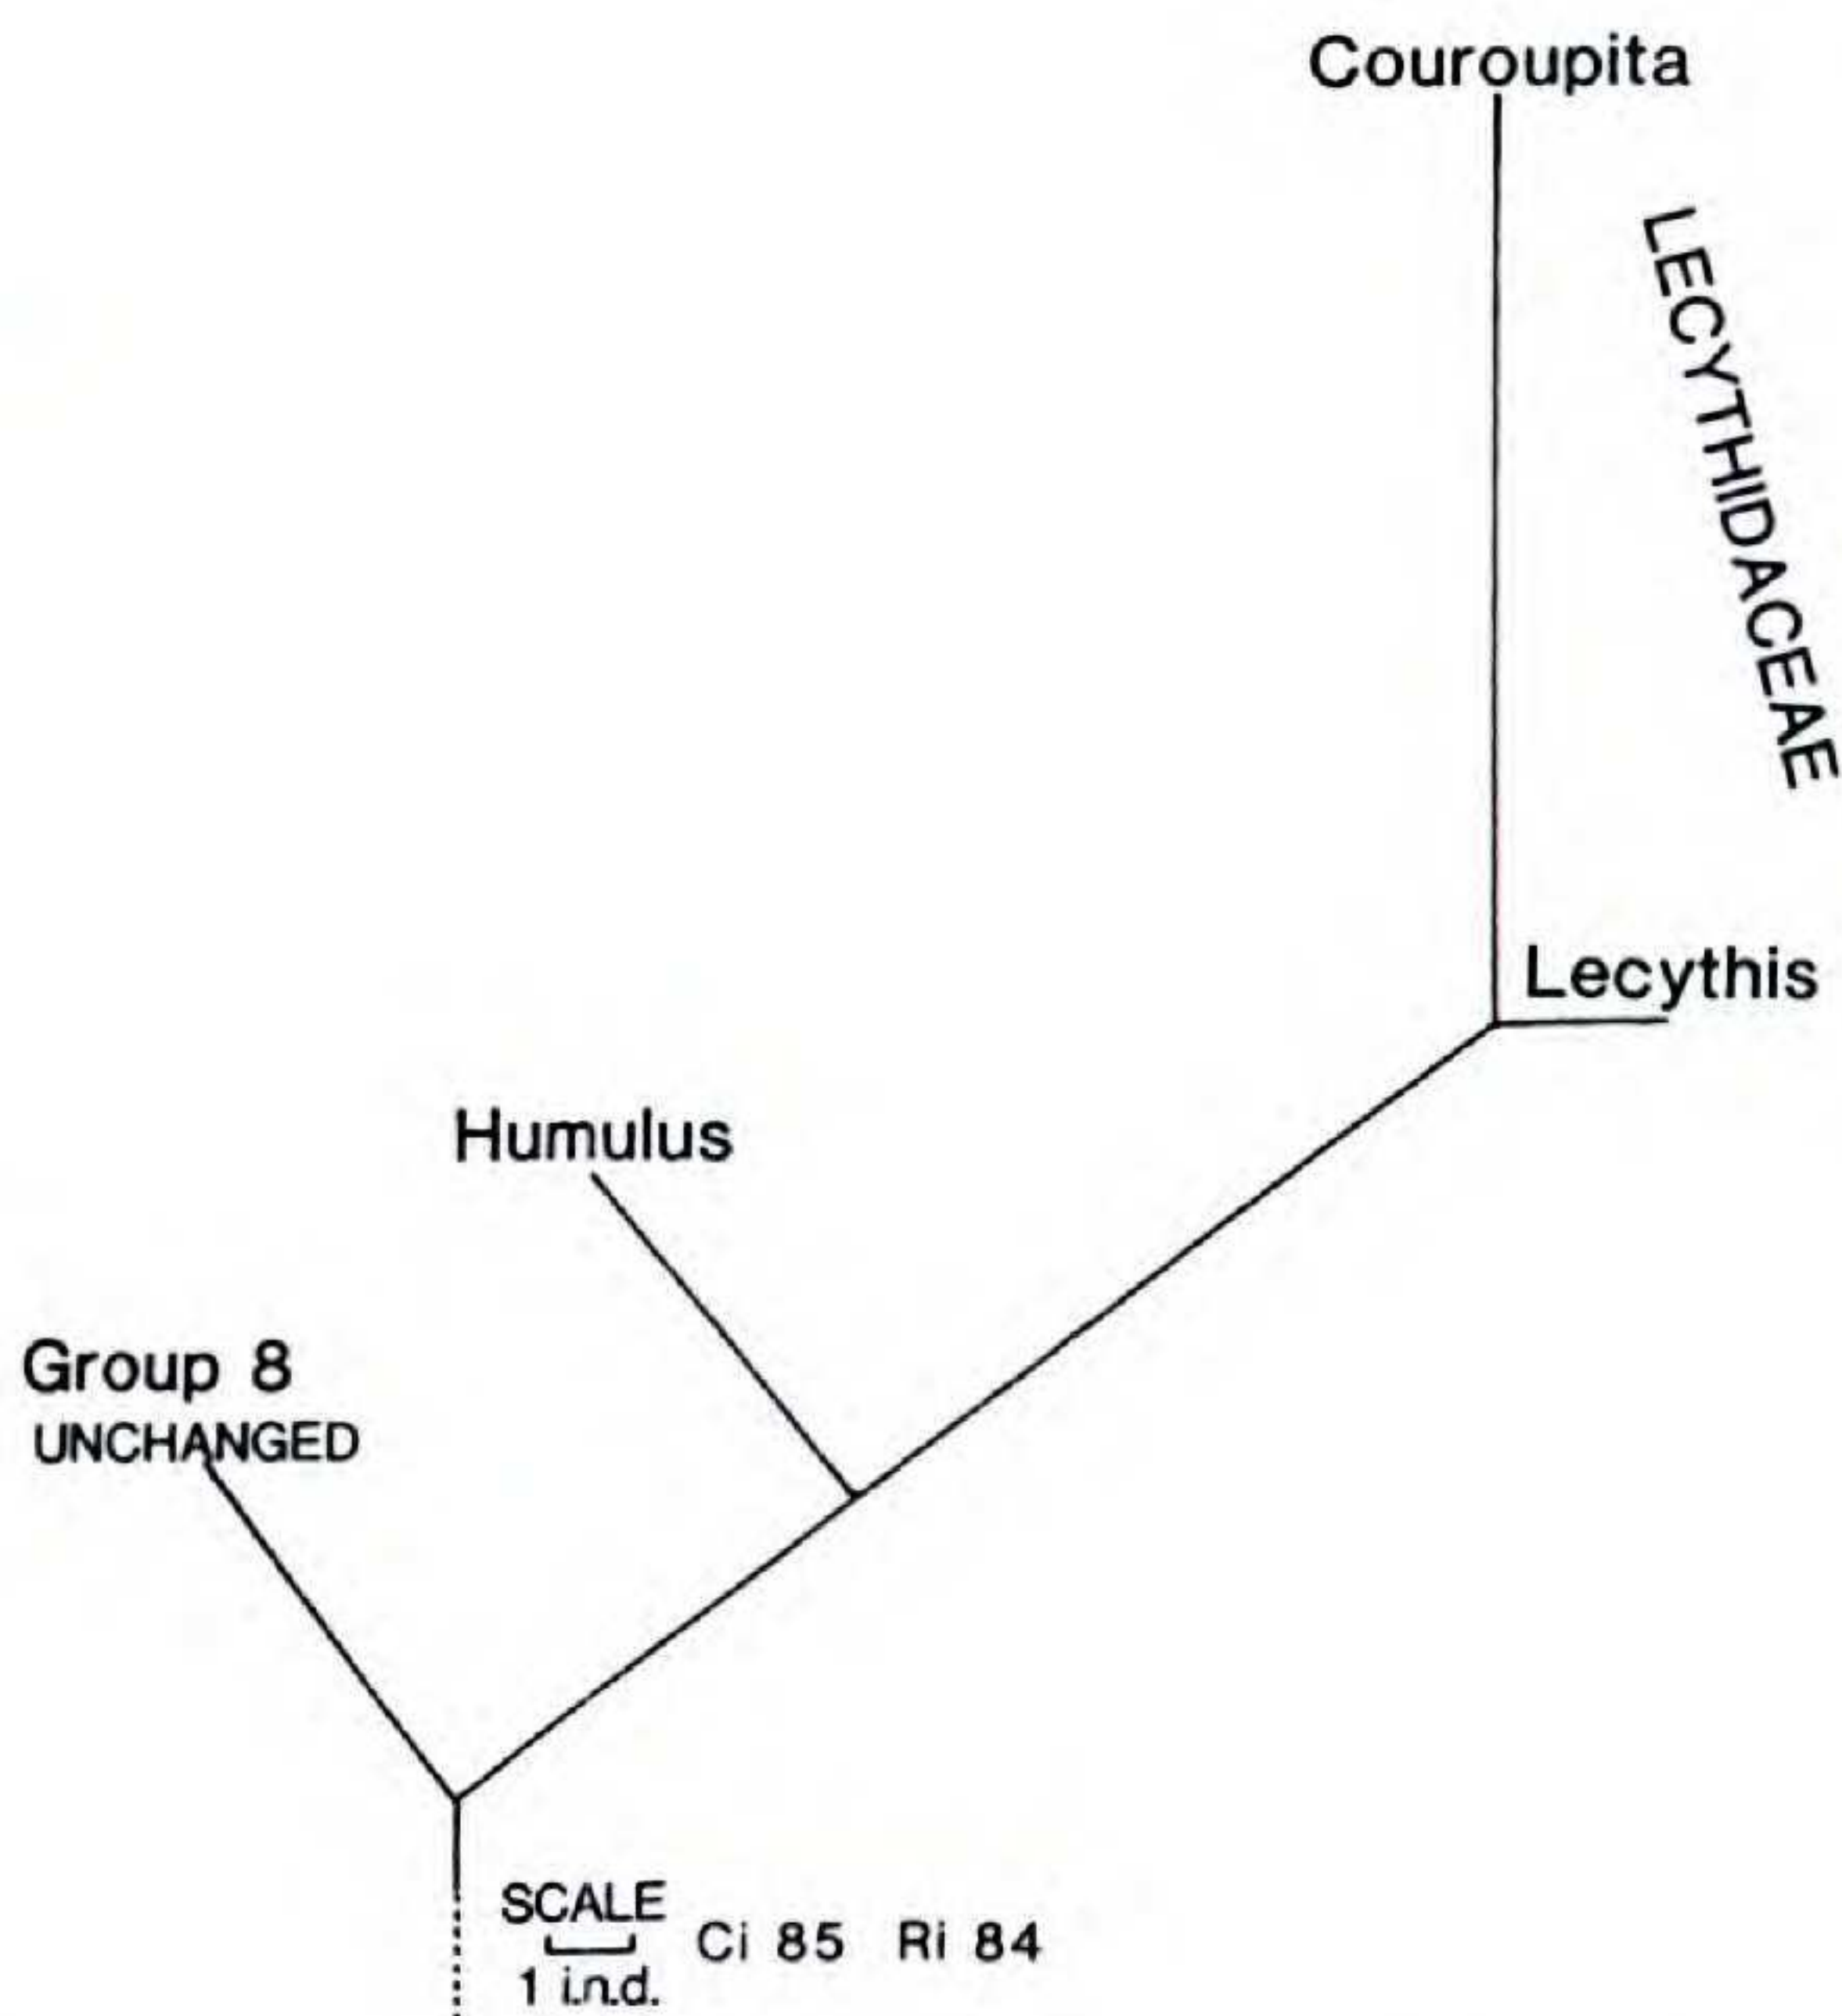 Couroupita
LECYTHIDACEAE
Lecythis
Humulus
Group 8
UNCHANGED
SCALE
Ci 85 Ri 84
1 i.n.d.